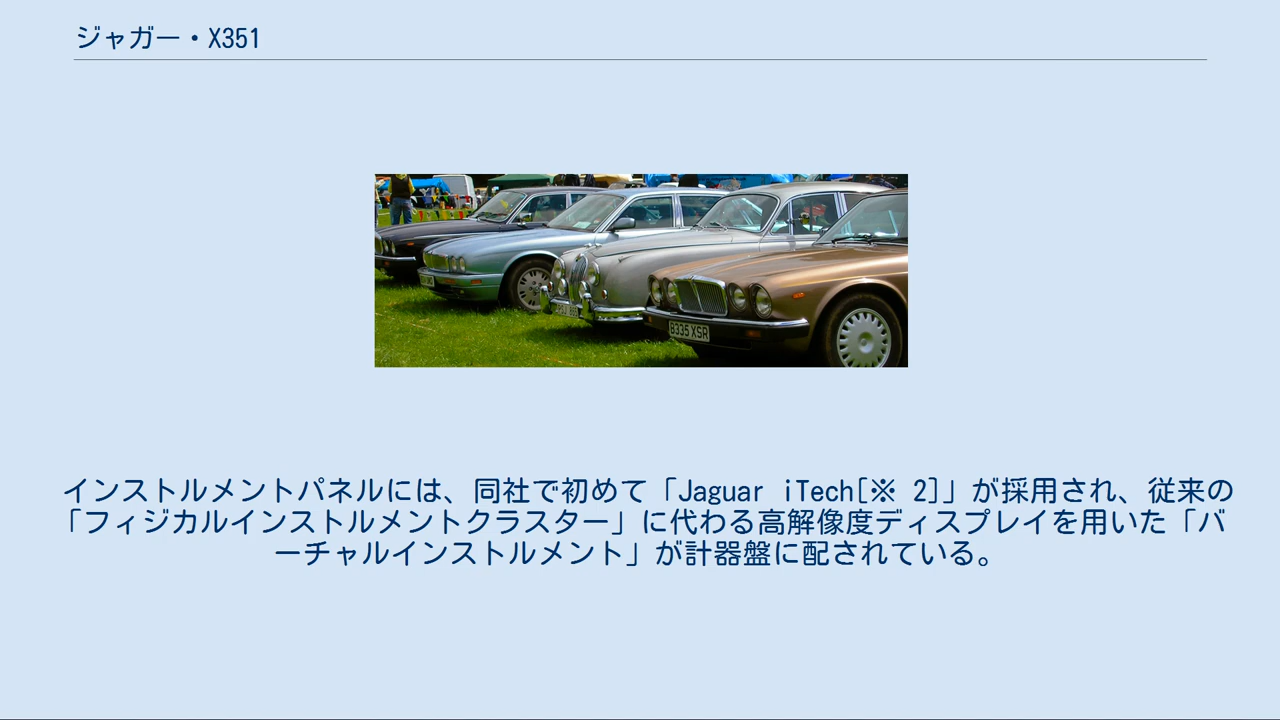 ジャガー・X351
B335 XSR
インストルメントパネルには、同社で初めて「Jaguar iTech[※ 2]」が採用され、従来の
「フィジカルインストルメントクラスター」に代わる高解像度ディスプレイを用いた「バ
ーチャルインストルメント」が計器盤に配されている。